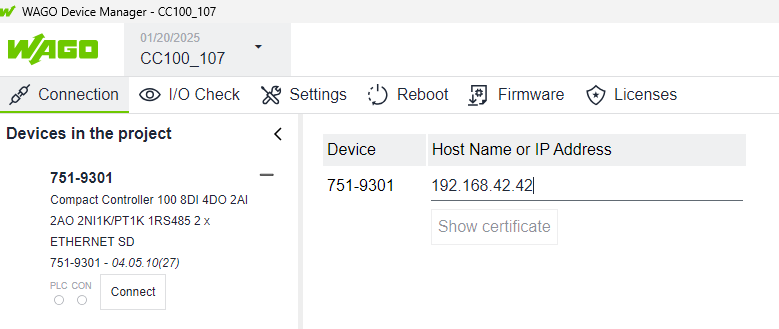 WAGO Device Manager - CC100_107
WAGO
01/20/2025
CC100_107
Connection
I/O Check
Settings
Reboot
Firmware
Licenses
Devices in the project
751-9301
Compact Controller 100 8DI 4DO 2AI
2AO 2NI1K/PT1K 1RS485 2 x
ETHERNET SD
751-9301 - 04.05.10(27)
PLC CON
Connect
Device
Host Name or IP Address
751-9301
192.168.42.42
Show certificate